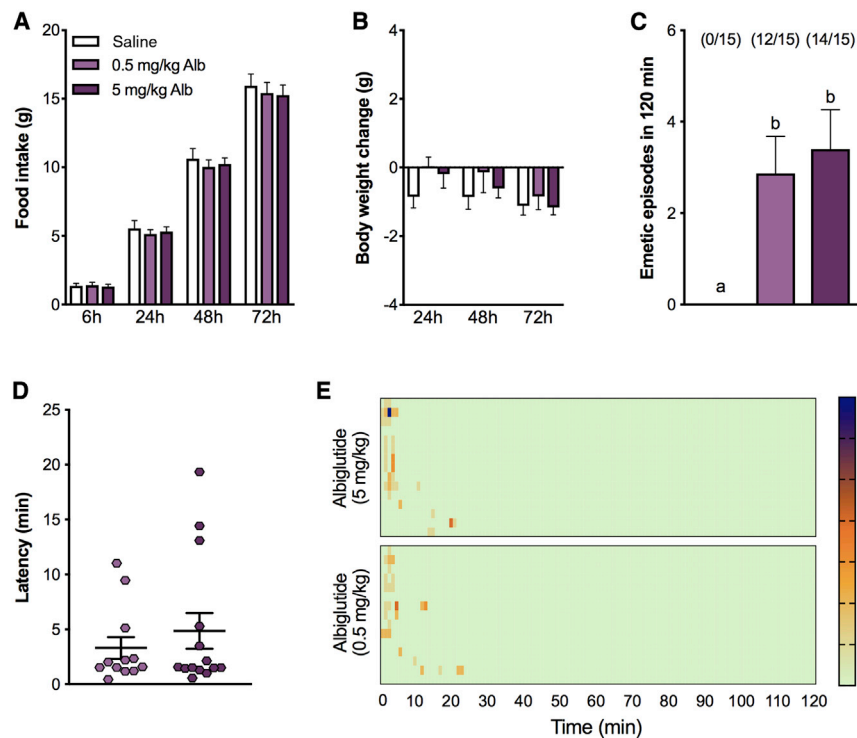 A
Food intake (g)
20
15
10
5
0
Saline
0.5 mg/kg Alb
5 mg/kg Alb
6h 24h 48h 72h
B
Body weight change (g)
4
2
0
-2
-4
24h 48h 72h
C
Emetic episodes in 120 min
6
4
2
0
(0/15) (12/15) (14/15)
a
b
b
D
Latency (min)
25
20
15
10
5
0
E
Albiglutide
(5 mg/kg)
Albiglutide
(0.5 mg/kg)
0 10 20 30 40 50 60 70 80 90 100 110 120
Time (min)